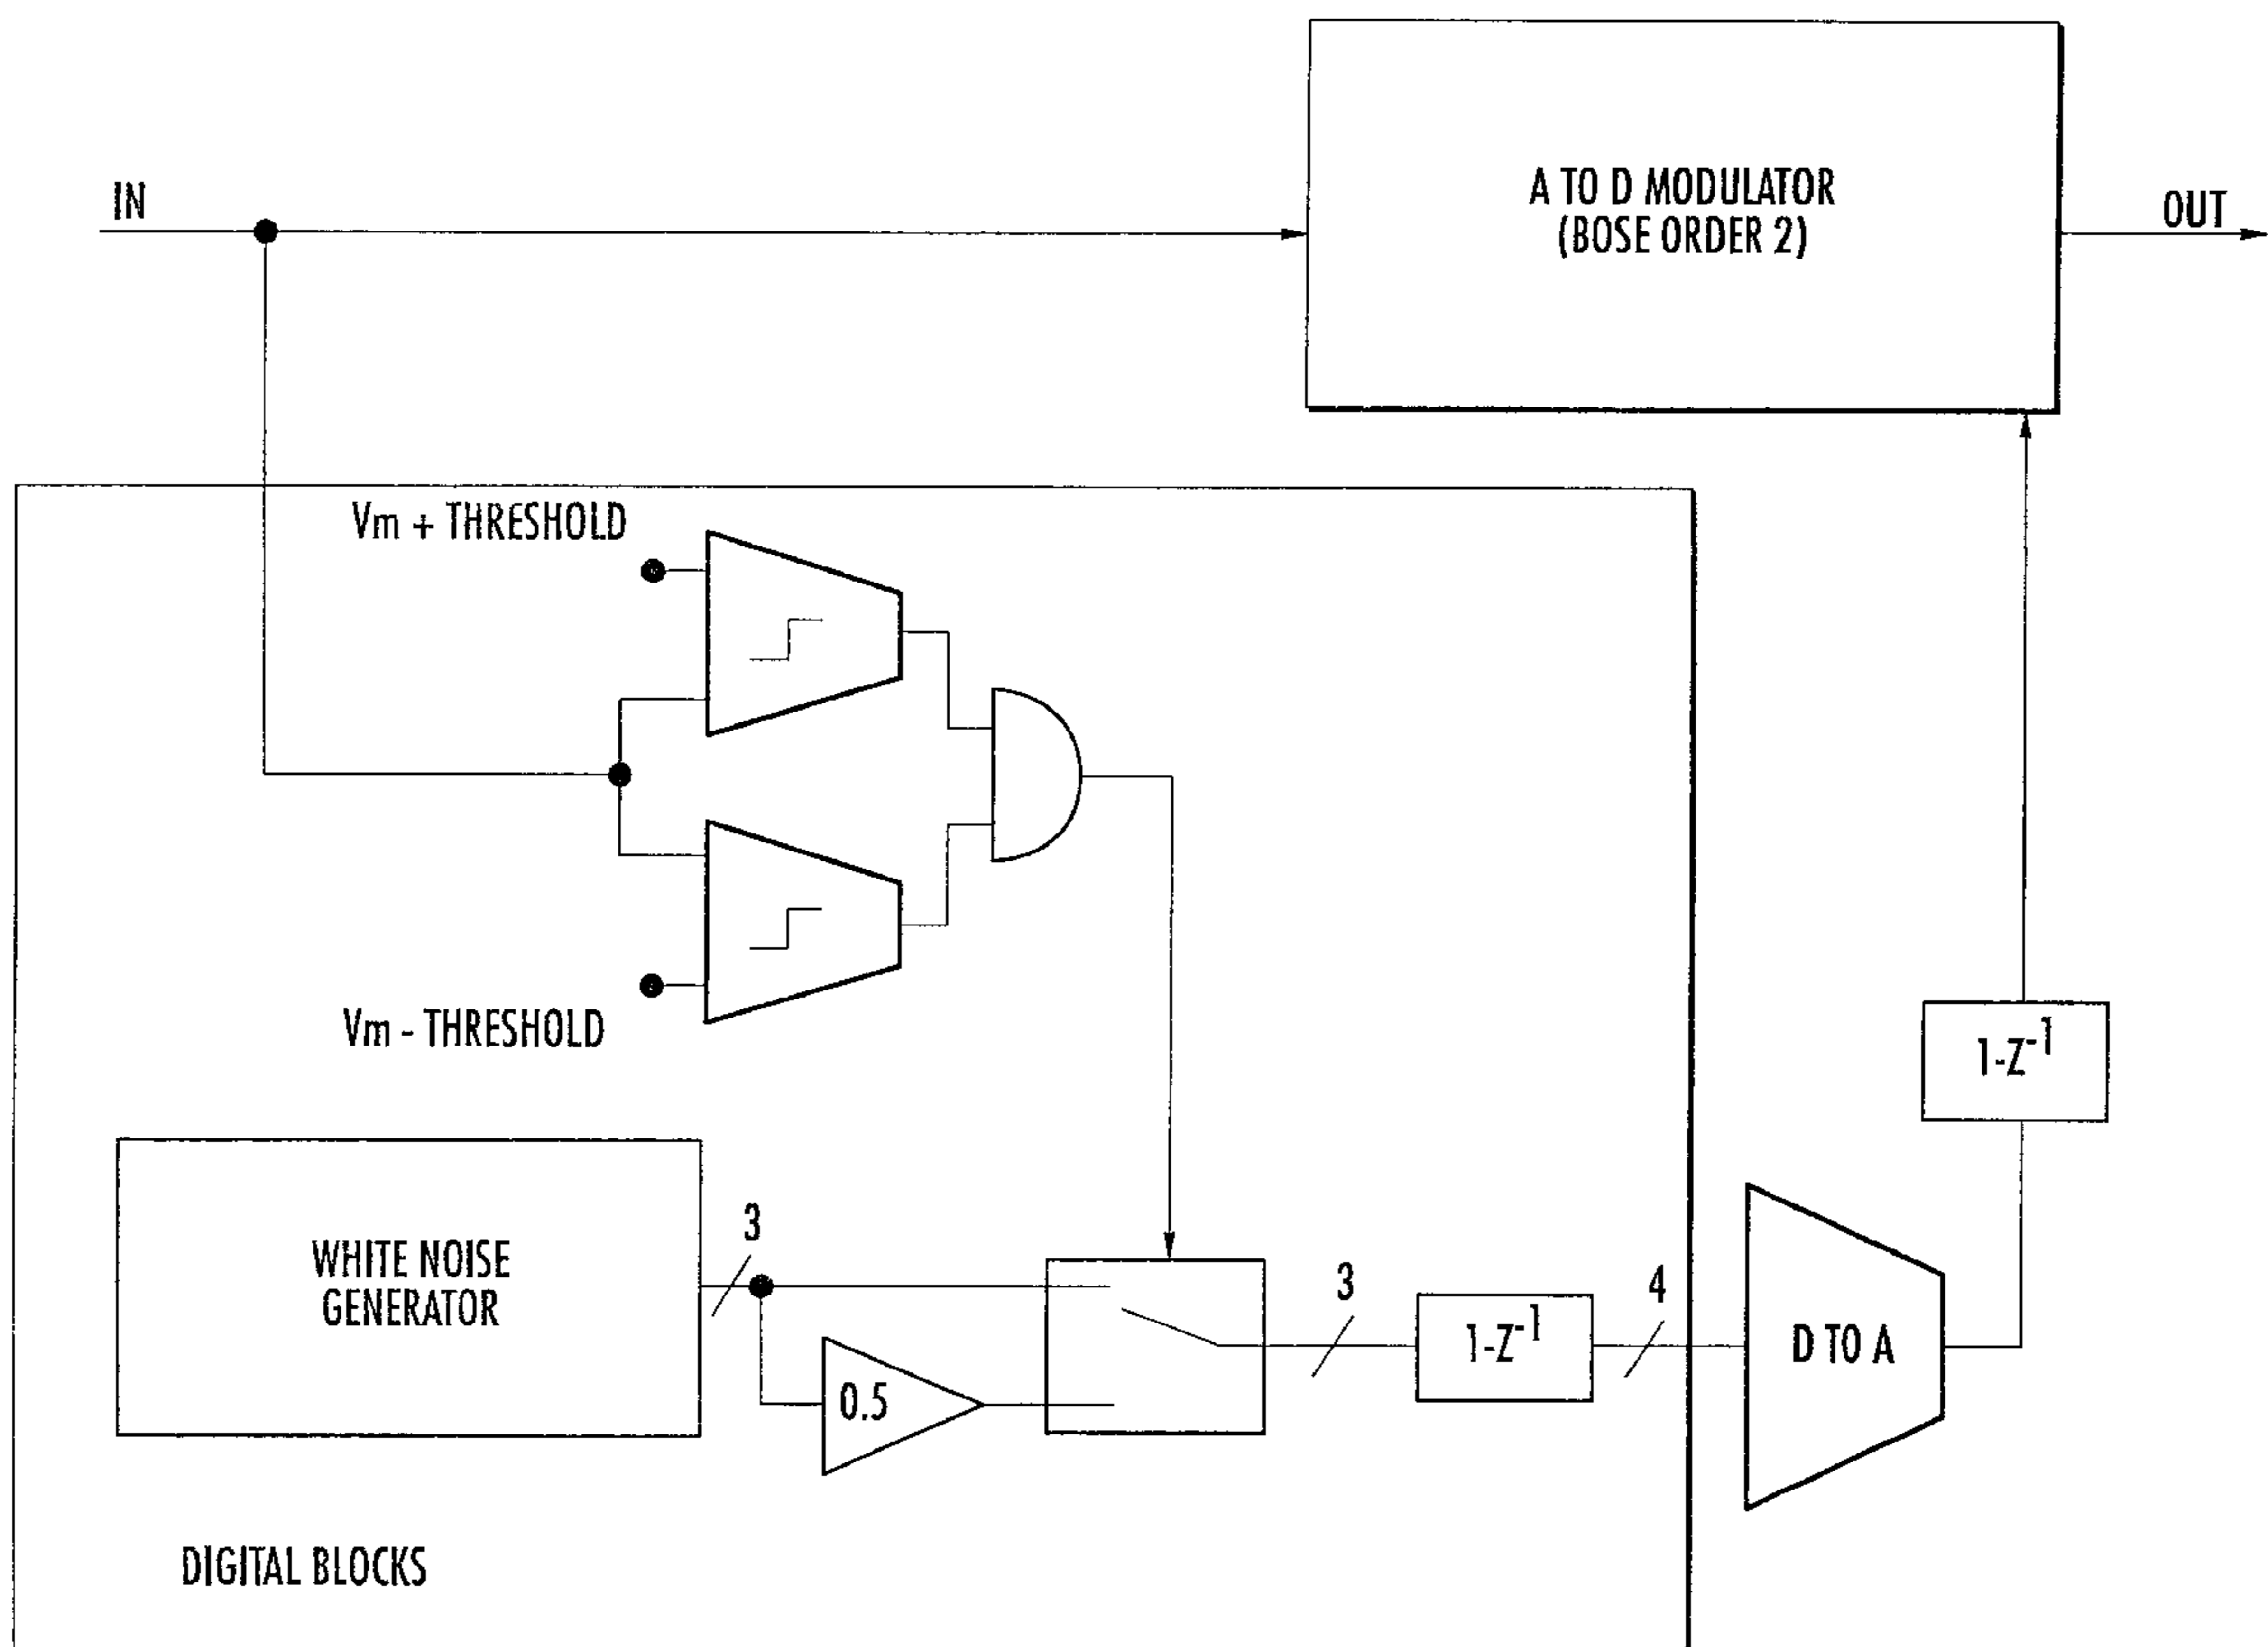 IN
A TO D MODULATOR
(BOSE ORDER 2)
OUT
Vm + THRESHOLD
Vm - THRESHOLD
1-Z-1
WHITE NOISE
GENERATOR
3
0.5
3
1-Z-1
4
D TO A
DIGITAL BLOCKS